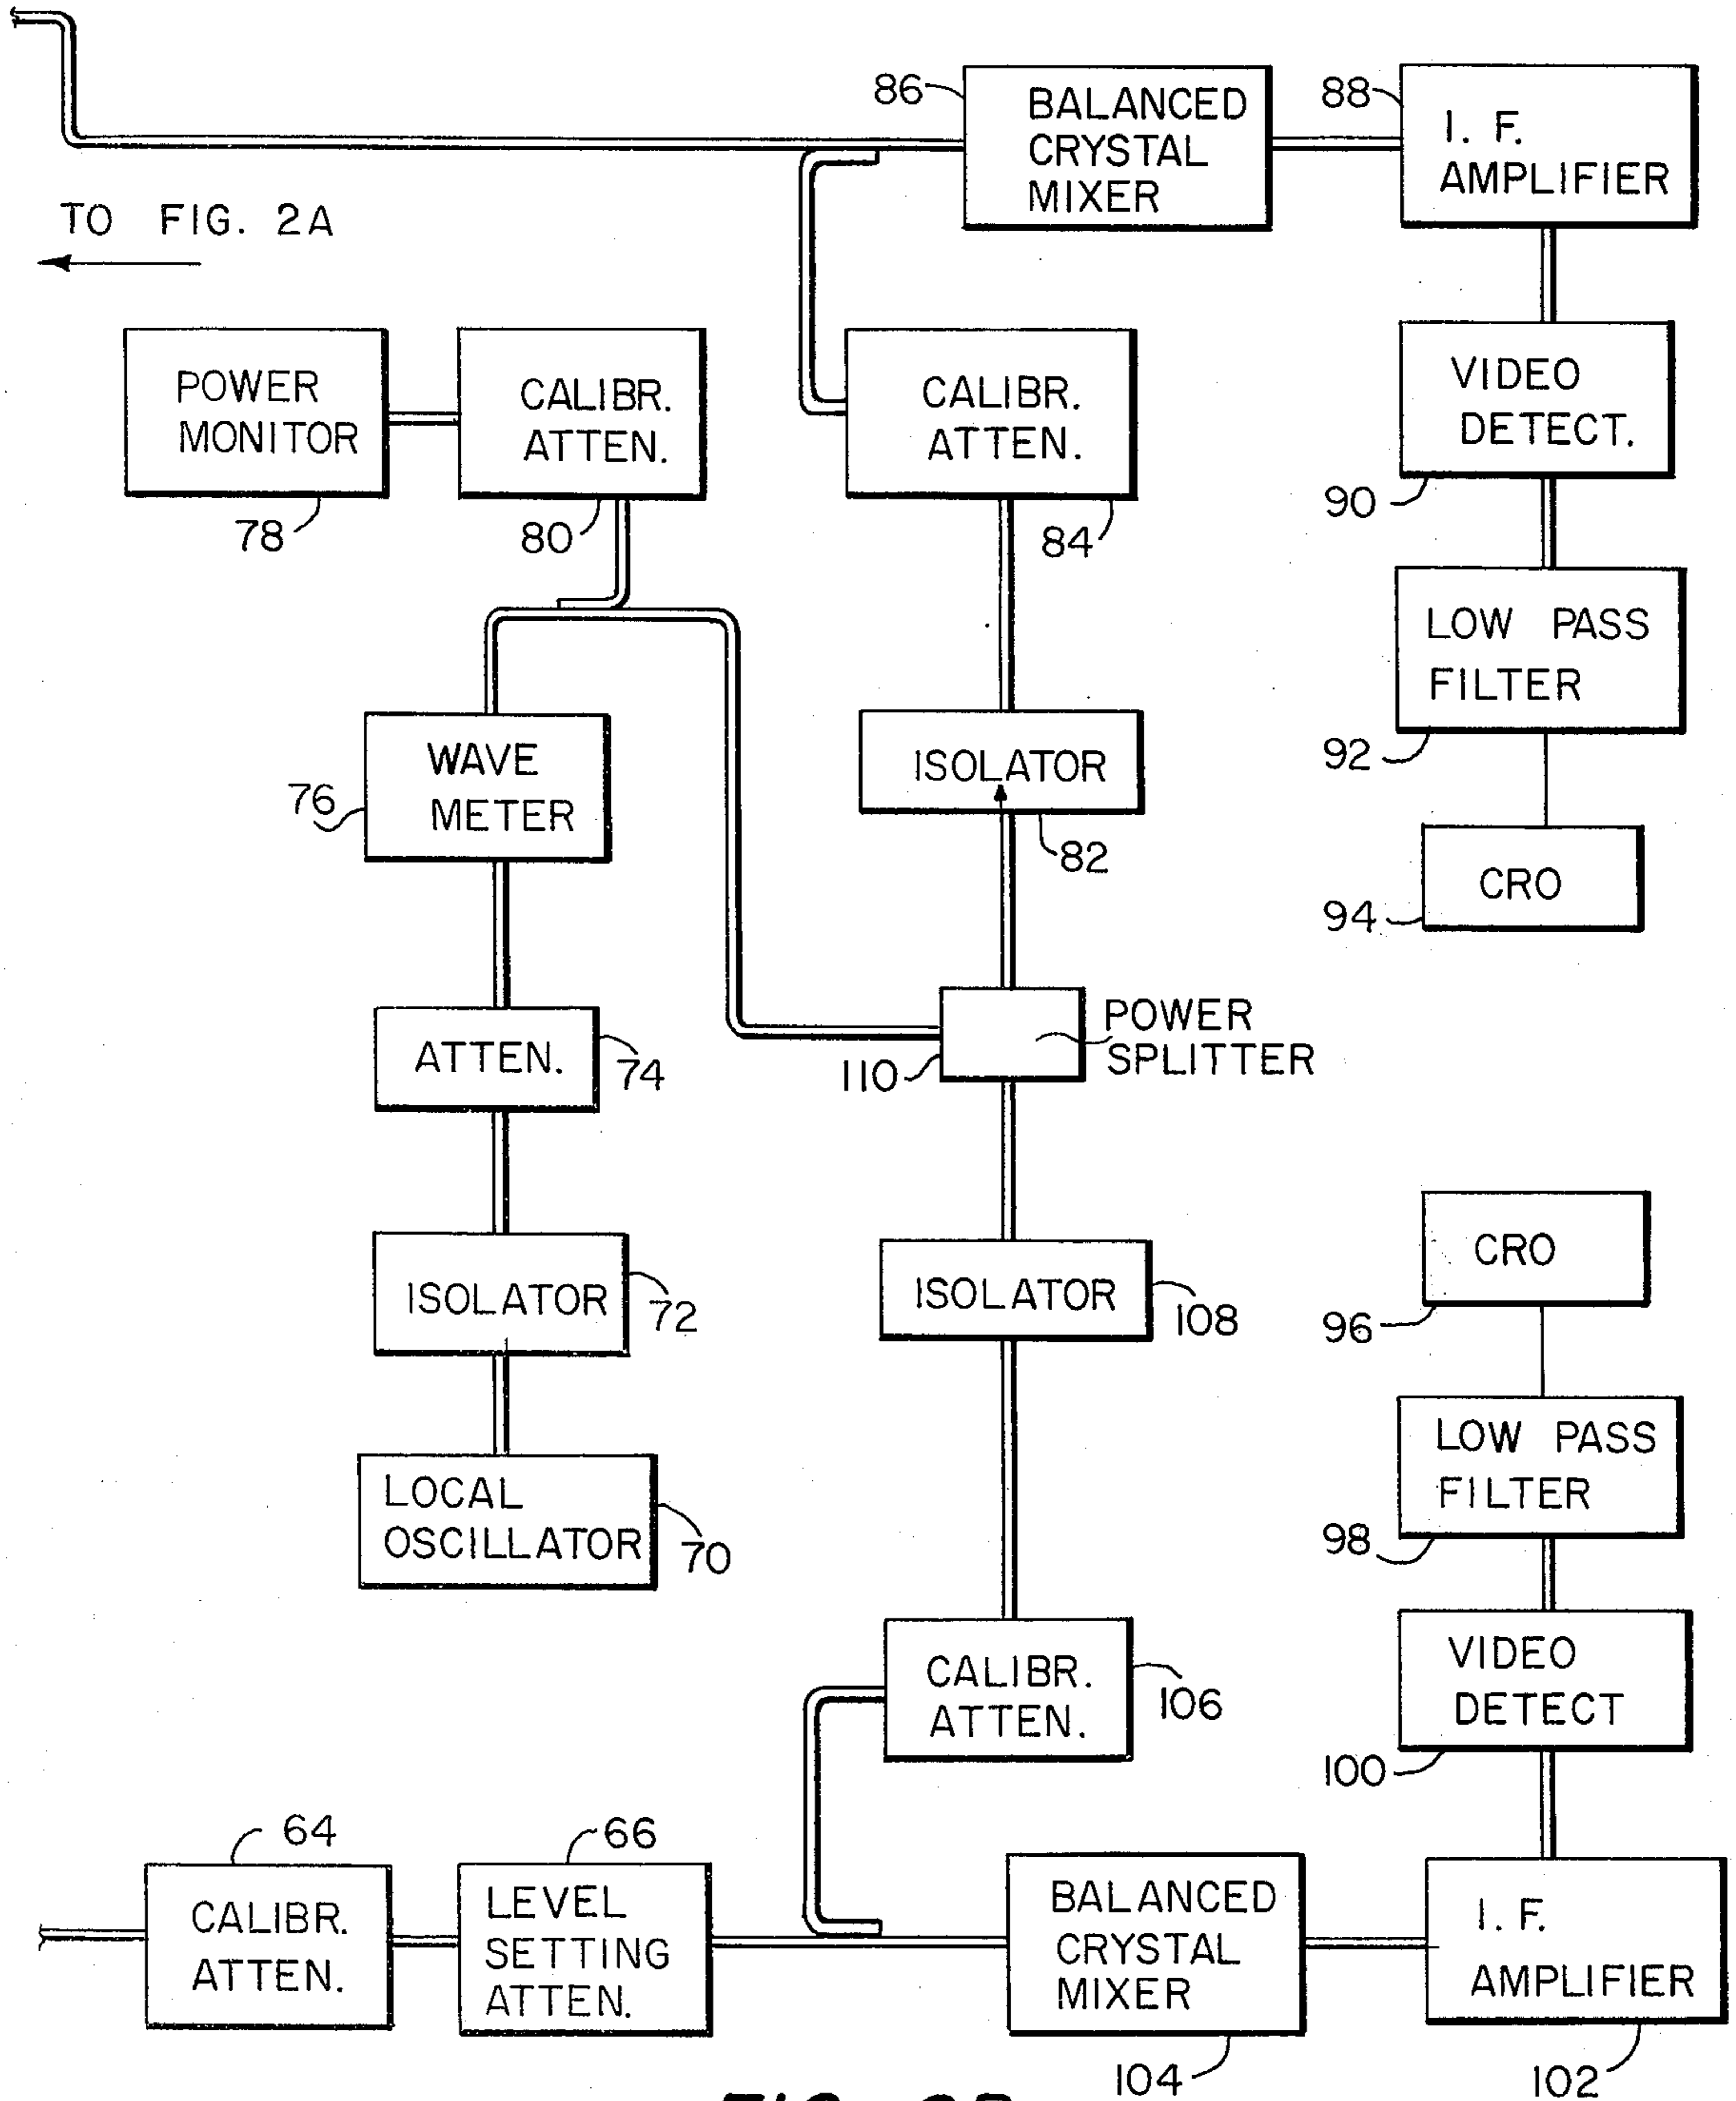 86
BALANCED
CRYSTAL
MIXER
88
I. F.
AMPLIFIER
TO FIG. 2A
POWER
MONITOR
78
CALIBR.
ATTEN.
80
CALIBR.
ATTEN.
84
VIDEO
DETECT.
90
LOW PASS
FILTER
92
WAVE
METER
76
ISOLATOR
82
CRO
94
ATTEN.
74
POWER
SPLITTER
110
ISOLATOR
72
ISOLATOR
108
CRO
96
LOW PASS
FILTER
98
LOCAL
OSCILLATOR
70
CALIBR.
ATTEN.
106
VIDEO
DETECT
100
64
CALIBR.
ATTEN.
66
LEVEL
SETTING
ATTEN.
BALANCED
CRYSTAL
MIXER
104
I. F.
AMPLIFIER
102